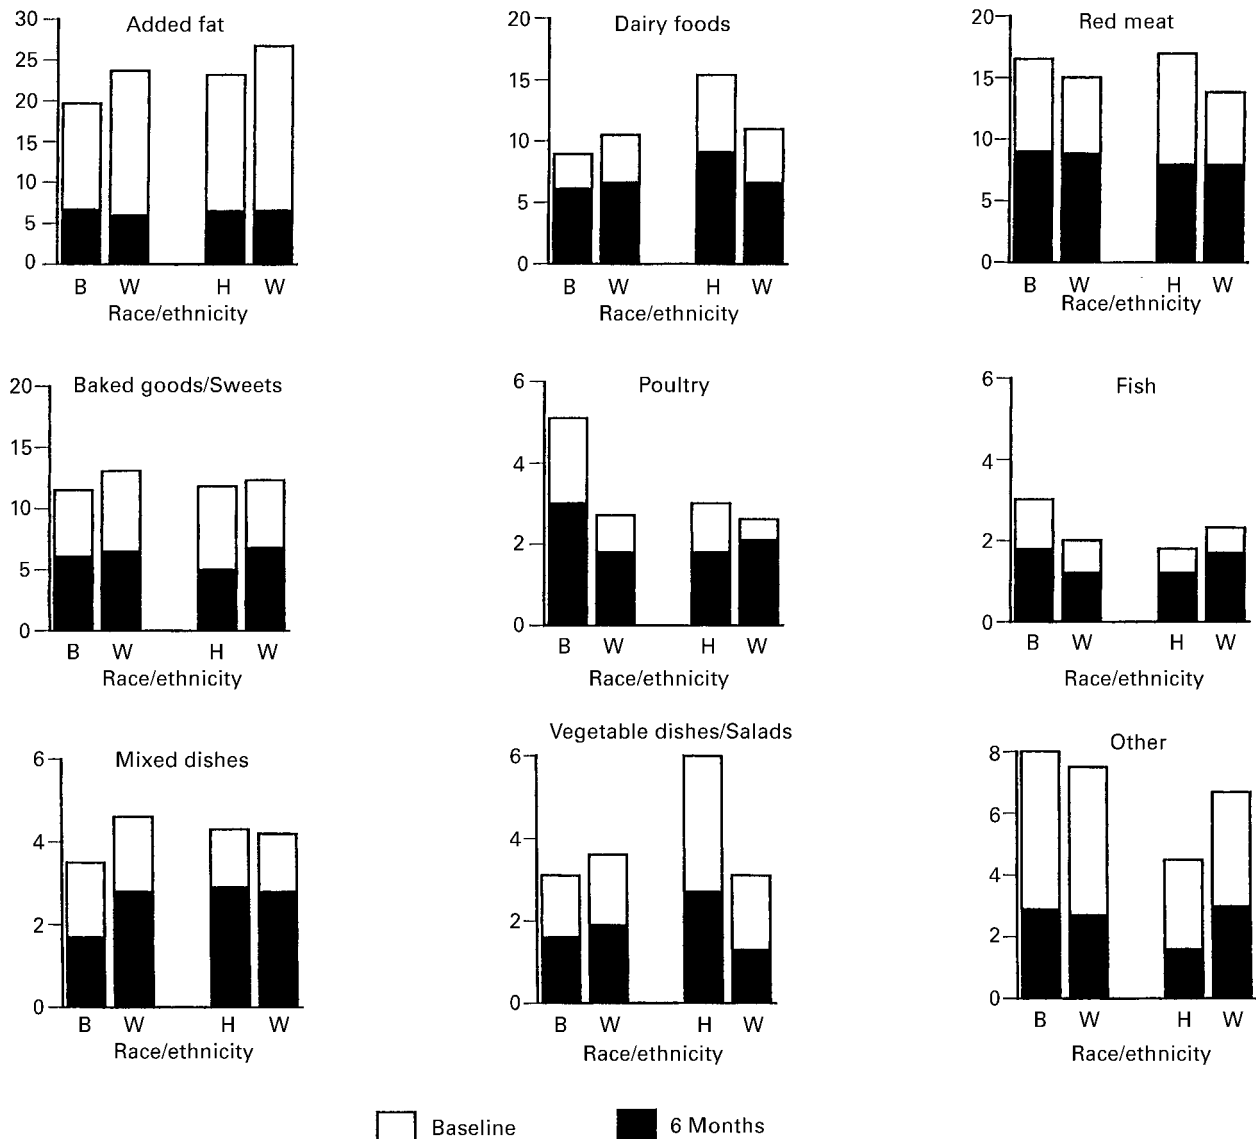 Added fat
30
25
20
15
10
5
0
B W H W
Race/ethnicity
Dairy foods
20
15
10
5
0
B W H W
Race/ethnicity
Red meat
20
15
10
5
0
B W H W
Race/ethnicity
Baked goods/Sweets
20
15
10
5
0
B W H W
Race/ethnicity
Poultry
6
4
2
0
B W H W
Race/ethnicity
Fish
6
4
2
0
B W H W
Race/ethnicity
Mixed dishes
6
4
2
0
B W H W
Race/ethnicity
Vegetable dishes/Salads
6
4
2
0
B W H W
Race/ethnicity
Other
8
6
4
2
0
B W H W
Race/ethnicity
Baseline 6 Months